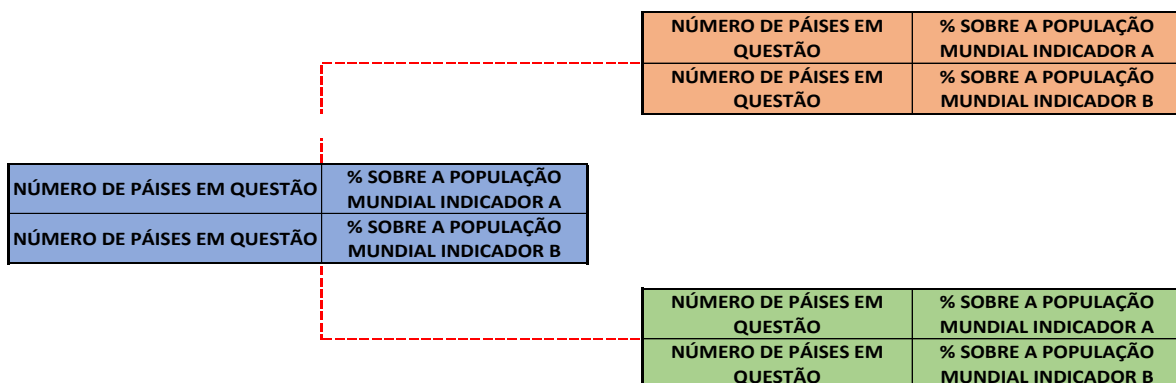 NÚMERO DE PÁISES EM
QUESTÃO
% SOBRE A POPULAÇÃO
MUNDIAL INDICADOR A
NÚMERO DE PÁISES EM
QUESTÃO
% SOBRE A POPULAÇÃO
MUNDIAL INDICADOR B
NÚMERO DE PÁISES EM QUESTÃO
% SOBRE A POPULAÇÃO
MUNDIAL INDICADOR A
NÚMERO DE PÁISES EM QUESTÃO
% SOBRE A POPULAÇÃO
MUNDIAL INDICADOR B
NÚMERO DE PÁISES EM
QUESTÃO
% SOBRE A POPULAÇÃO
MUNDIAL INDICADOR A
NÚMERO DE PÁISES EM
QUESTÃO
% SOBRE A POPULAÇÃO
MUNDIAL INDICADOR B